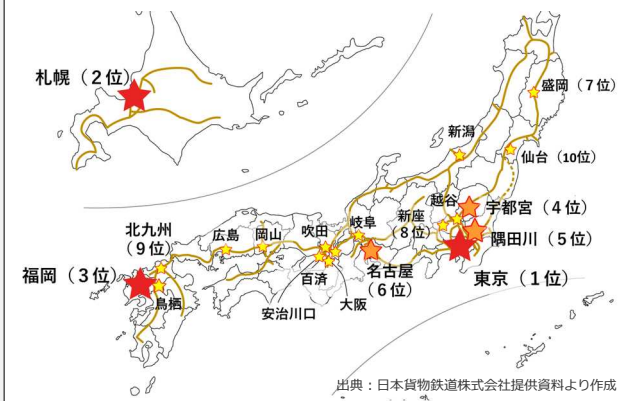 札幌（２位）
盛岡（７位）
新潟
仙台（10位）
越谷
宇都宮（４位）
新座
（８位）
隅田川（５位）
北九州
（９位）
広島
岡山
吹田
岐阜
名古屋
（６位）
東京（１位）
福岡（３位）
鳥栖
百済
大阪
安治川口
出典：日本貨物鉄道株式会社提供資料より作成